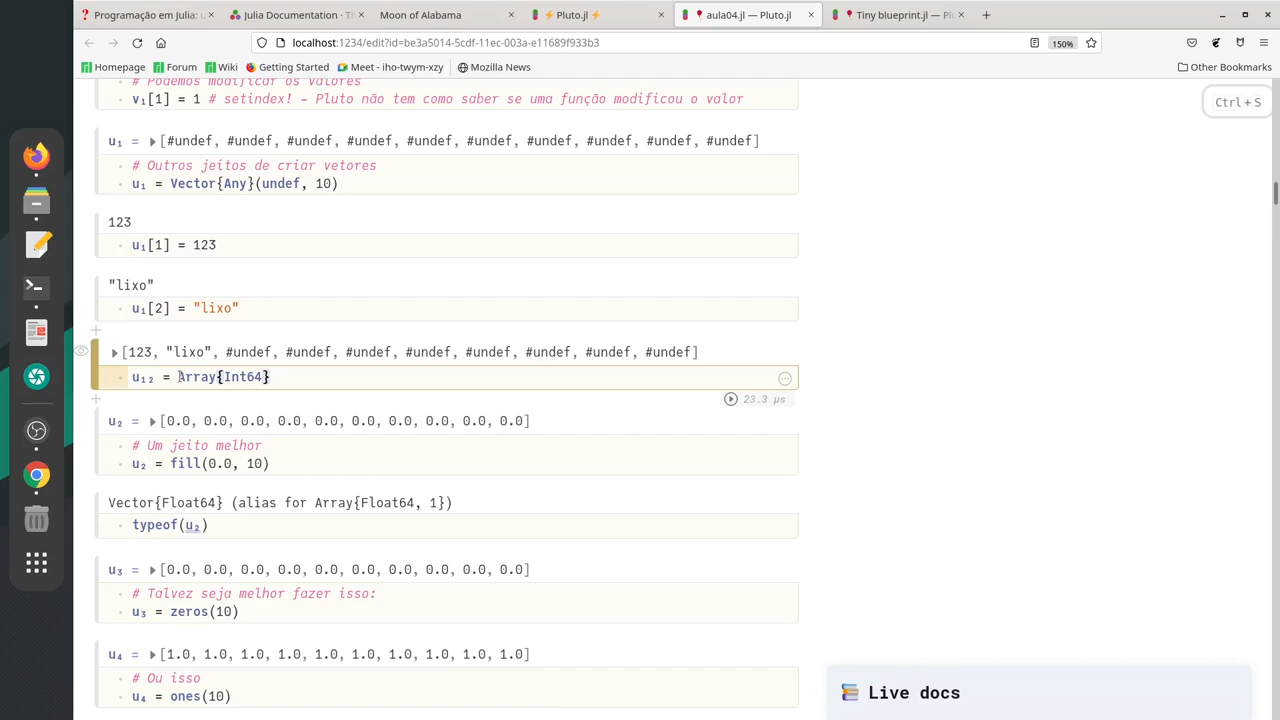 Programação em Julia: u
Julia Documentation · Th
Moon of Alabama
⚡ Pluto.jl ⚡
aula04.jl — Pluto.jl
Tiny blueprint.jl — Plu
localhost:1234/edit?id=be3a5014-5cdf-11ec-003a-e11689f933b3
150%
Homepage
Forum
Wiki
Getting Started
Meet - iho-twym-xzy
Mozilla News
Other Bookmarks
# Podemos modificar os valores
v₁[1] = 1 # setindex! - Pluto não tem como saber se uma função modificou o valor
Ctrl + S
u₁ = ▶[#undef, #undef, #undef, #undef, #undef, #undef, #undef, #undef, #undef, #undef]
# Outros jeitos de criar vetores
u₁ = Vector{Any}(undef, 10)
123
u₁[1] = 123
"lixo"
u₁[2] = "lixo"
▶[123, "lixo", #undef, #undef, #undef, #undef, #undef, #undef, #undef, #undef]
u₁₂ = Array{Int64}
23.3 μs
u₂ = ▶[0.0, 0.0, 0.0, 0.0, 0.0, 0.0, 0.0, 0.0, 0.0, 0.0]
# Um jeito melhor
u₂ = fill(0.0, 10)
Vector{Float64} (alias for Array{Float64, 1})
typeof(u₂)
u₃ = ▶[0.0, 0.0, 0.0, 0.0, 0.0, 0.0, 0.0, 0.0, 0.0, 0.0]
# Talvez seja melhor fazer isso:
u₃ = zeros(10)
u₄ = ▶[1.0, 1.0, 1.0, 1.0, 1.0, 1.0, 1.0, 1.0, 1.0, 1.0]
# Ou isso
u₄ = ones(10)
Live docs